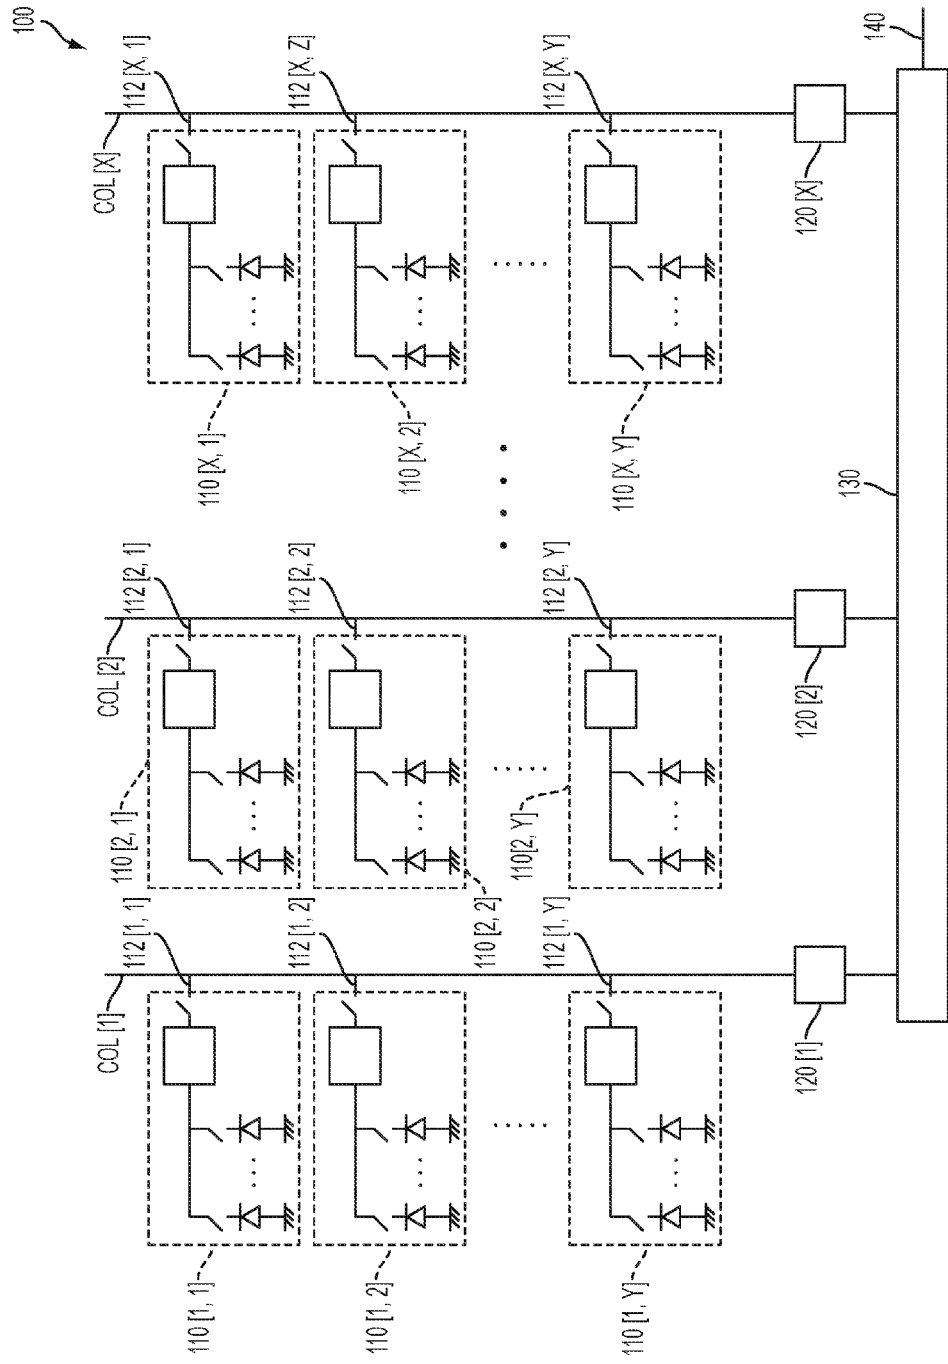 100
COL [1]
112 [1, 1]
112 [1, 2]
112 [1, Y]
110 [1, 1]
110 [1, 2]
110 [1, Y]
120 [1]
COL [2]
112 [2, 1]
112 [2, 2]
112 [2, Y]
110 [2, 1]
110 [2, 2]
110[2, Y]
120 [2]
COL [X]
112 [X, 1]
112 [X, Z]
112 [X, Y]
110 [X, 1]
110 [X, 2]
110 [X, Y]
120 [X]
130
140